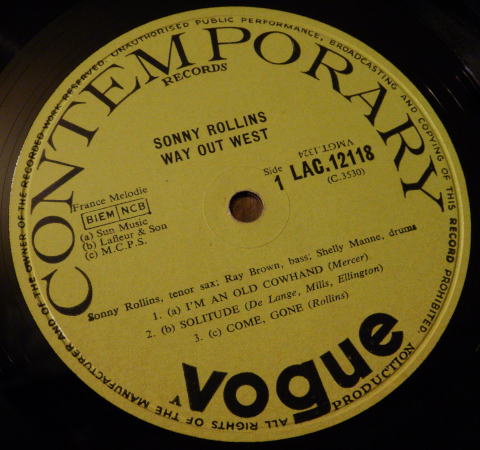 CONTEMPORARY
RECORDS
ALL RIGHTS OF THE MANUFACTURER AND OF THE OWNER OF THE RECORDED WORK RESERVED. UNAUTHORISED PUBLIC PERFORMANCE, BROADCASTING AND COPYING OF THIS RECORD PROHIBITED.
SONNY ROLLINS
WAY OUT WEST
VMGT.1324
Side
1 LAC.12118
(C.3530)
France Melodie
BIEM NCB
(a) Sun Music
(b) Lafleur & Son
(c) M.C.P.S.
Sonny Rollins, tenor sax; Ray Brown, bass; Shelly Manne, drums
1. (a) I'M AN OLD COWHAND (Mercer)
2. (b) SOLITUDE (De Lange, Mills, Ellington)
3. (c) COME, GONE (Rollins)
A vogue
PRODUCTION